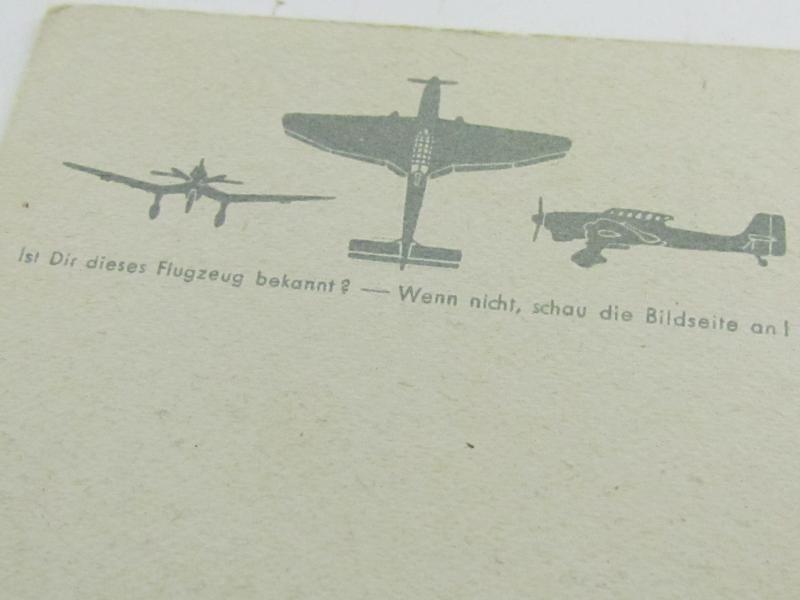 Ist Dir dieses Flugzeug bekannt? — Wenn nicht, schau die Bildseite an!